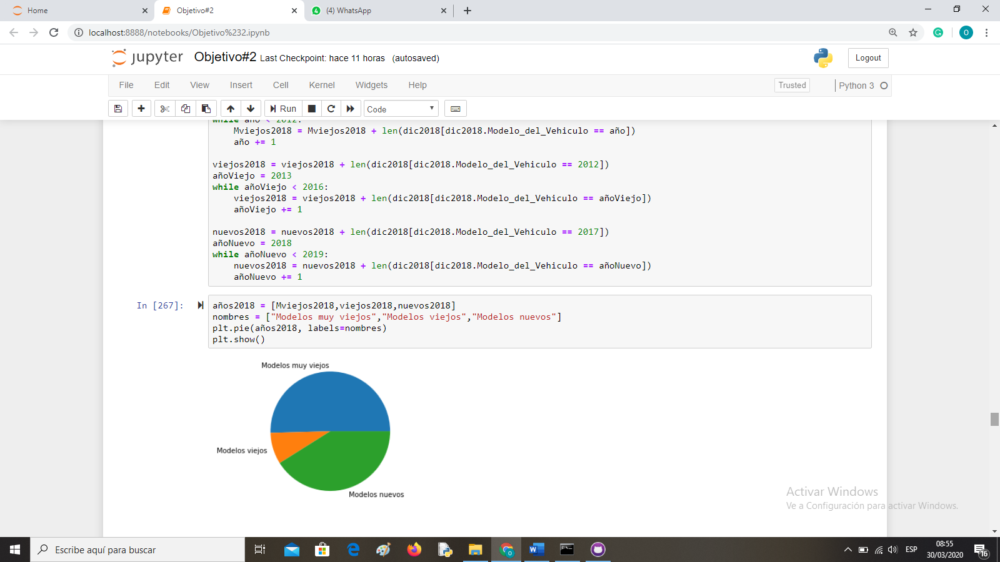 Home
Objetivo#2
(4) WhatsApp
localhost:8888/notebooks/Objetivo%232.ipynb
O
jupyter Objetivo#2 Last Checkpoint: hace 11 horas (autosaved)
Logout
File Edit View Insert Cell Kernel Widgets Help
Trusted
Python 3
Run
Code
while año < 2012:
Mviejos2018 = Mviejos2018 + len(dic2018[dic2018.Modelo_del_Vehiculo == año])
año += 1
viejos2018 = viejos2018 + len(dic2018[dic2018.Modelo_del_Vehiculo == 2012])
añoViejo = 2013
while añoViejo < 2016:
viejos2018 = viejos2018 + len(dic2018[dic2018.Modelo_del_Vehiculo == añoViejo])
añoViejo += 1
nuevos2018 = nuevos2018 + len(dic2018[dic2018.Modelo_del_Vehiculo == 2017])
añoNuevo = 2018
while añoNuevo < 2019:
nuevos2018 = nuevos2018 + len(dic2018[dic2018.Modelo_del_Vehiculo == añoNuevo])
añoNuevo += 1
In [267]:
años2018 = [Mviejos2018,viejos2018,nuevos2018]
nombres = ["Modelos muy viejos","Modelos viejos","Modelos nuevos"]
plt.pie(años2018, labels=nombres)
plt.show()
Modelos muy viejos
Modelos viejos
Modelos nuevos
Activar Windows
Ve a Configuración para activar Windows.
Escribe aquí para buscar
ESP
08:55
30/03/2020
16